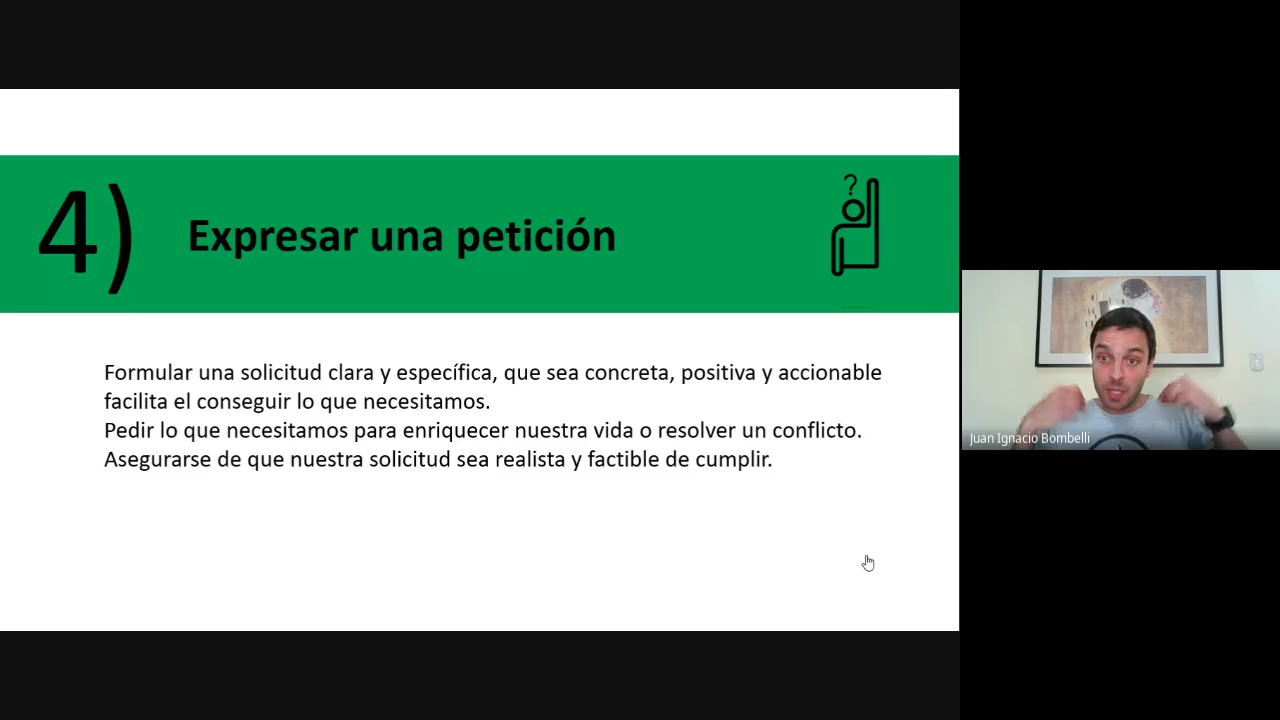 4)
Expresar una petición
?
Formular una solicitud clara y específica, que sea concreta, positiva y accionable
facilita el conseguir lo que necesitamos.
Pedir lo que necesitamos para enriquecer nuestra vida o resolver un conflicto.
Asegurarse de que nuestra solicitud sea realista y factible de cumplir.
Juan Ignacio Bombelli